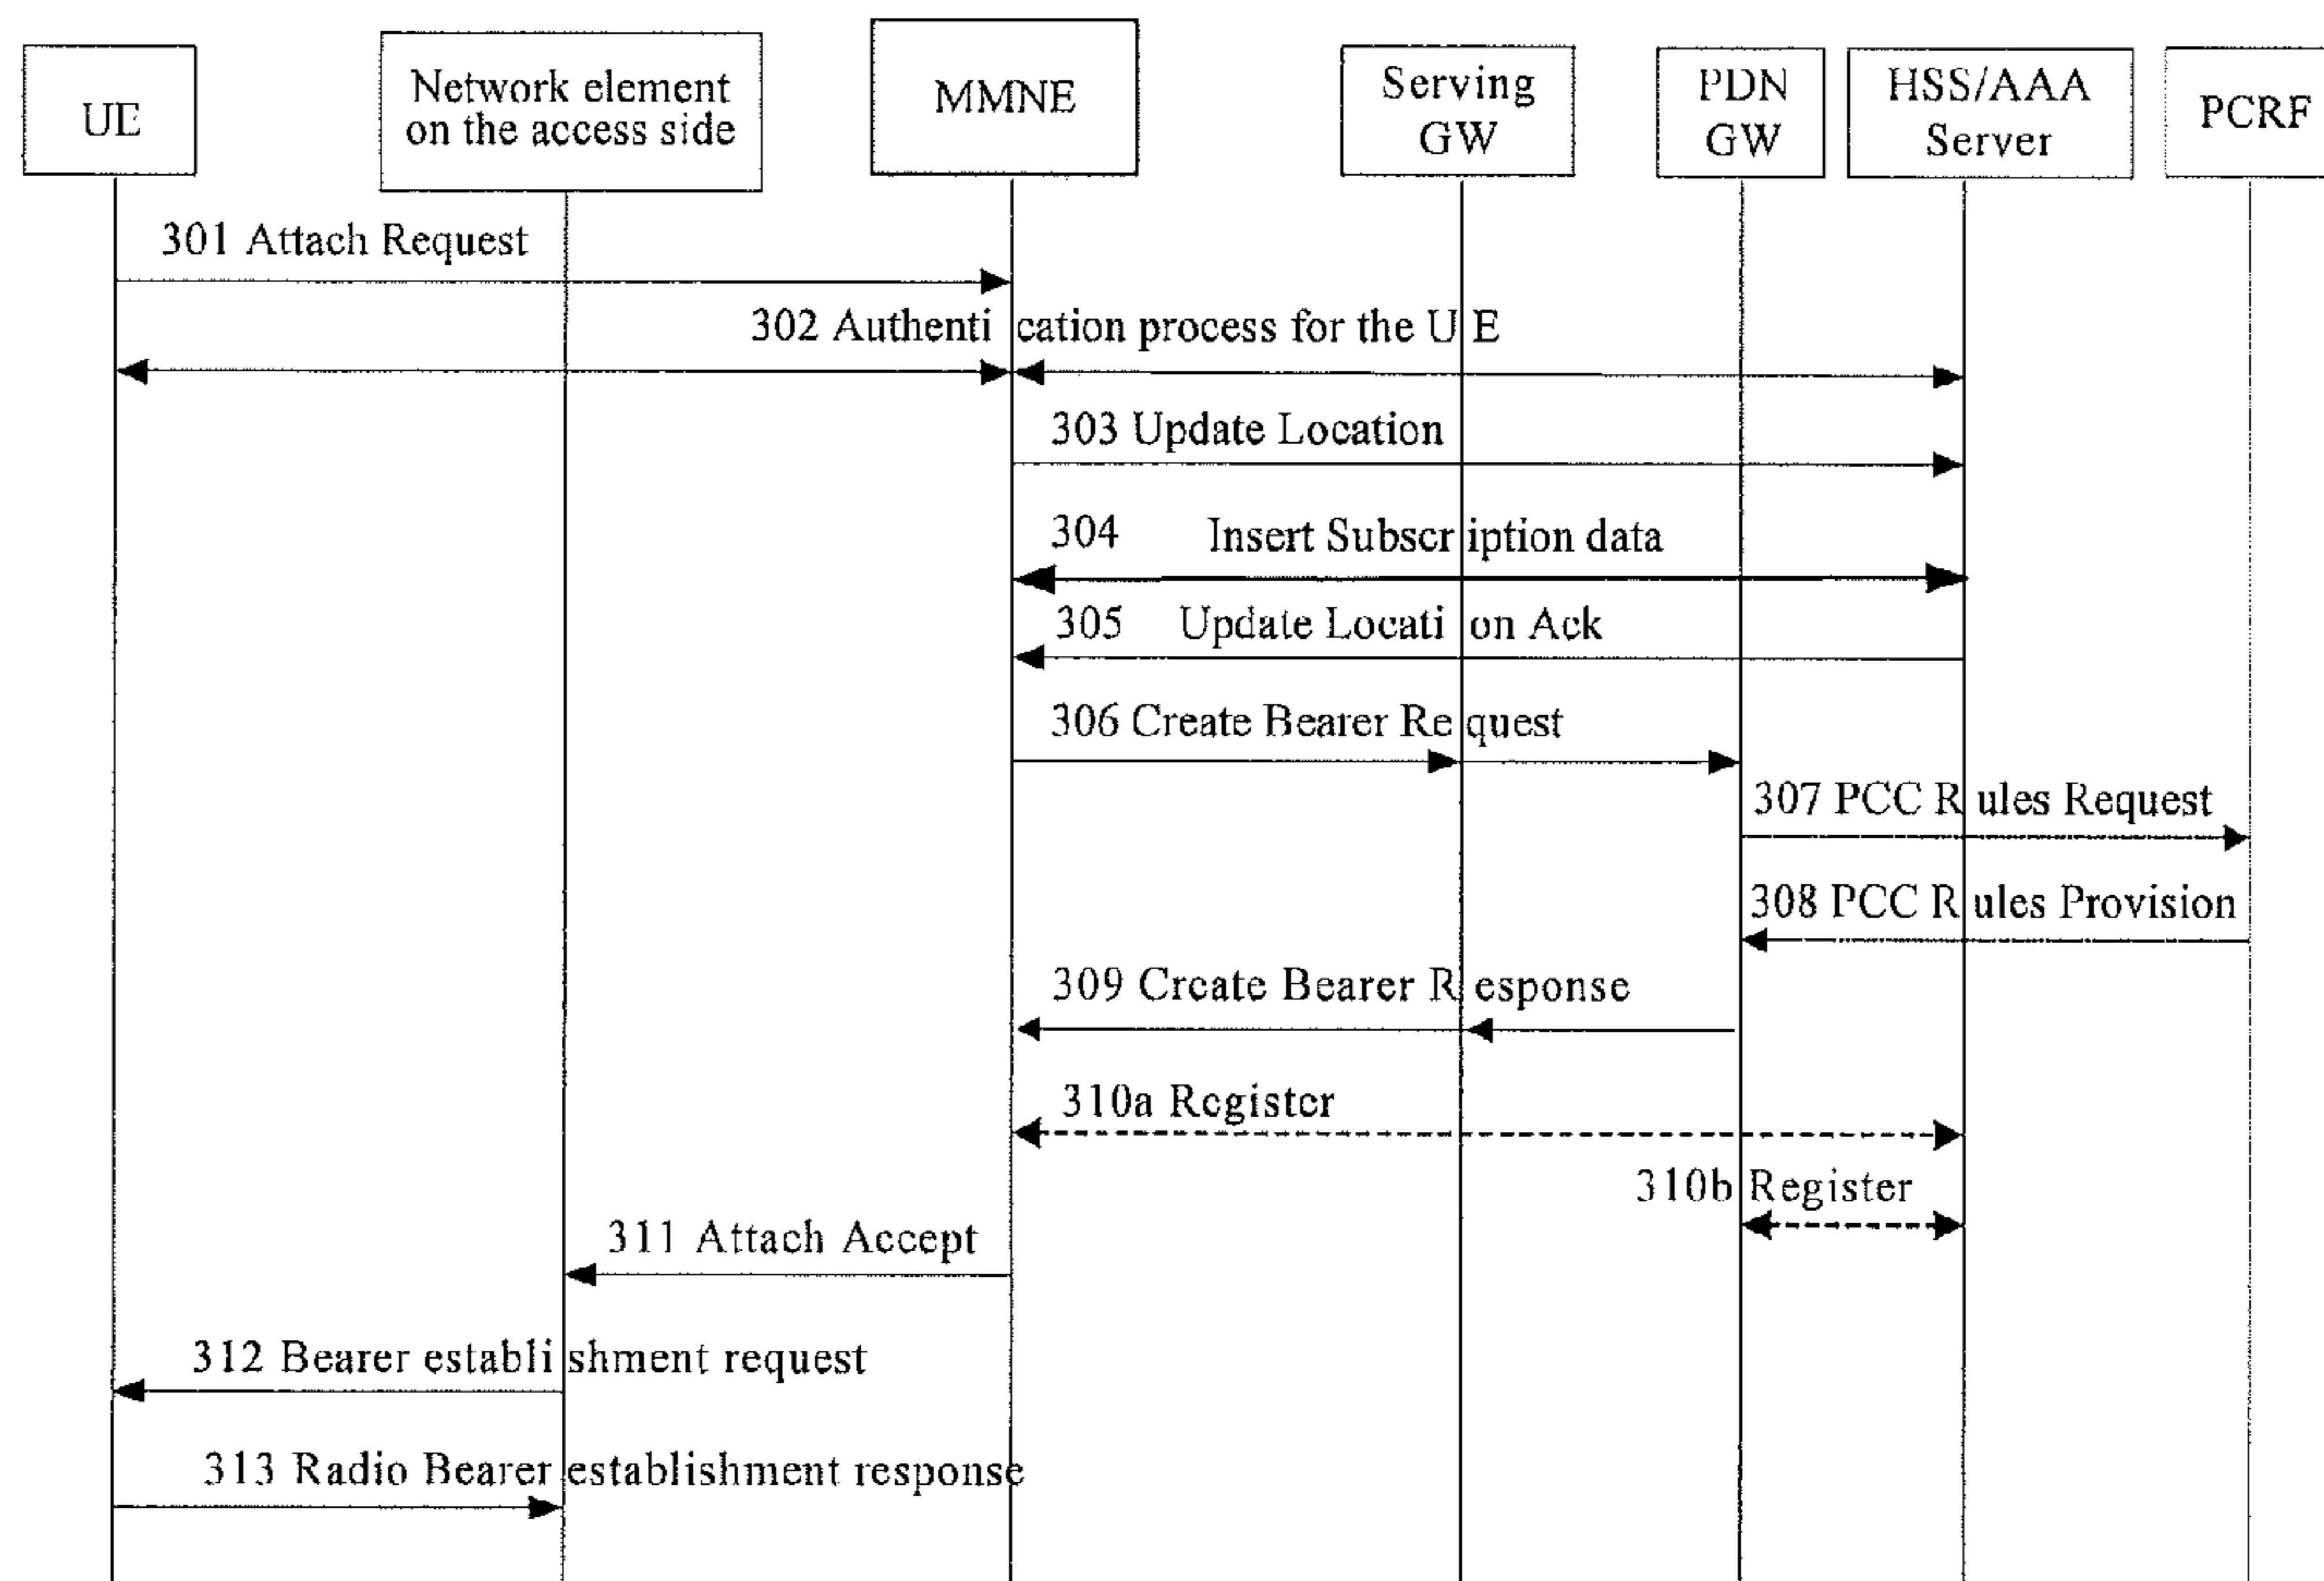 UE
Network element
on the access side
MMNE
Serving
GW
PDN
GW
HSS/AAA
Server
PCRF
301 Attach Request
302 Authentication process for the UE
303 Update Location
304 Insert Subscription data
305 Update Location Ack
306 Create Bearer Request
307 PCC Rules Request
308 PCC Rules Provision
309 Create Bearer Response
310a Register
310b Register
311 Attach Accept
312 Bearer establishment request
313 Radio Bearer establishment response